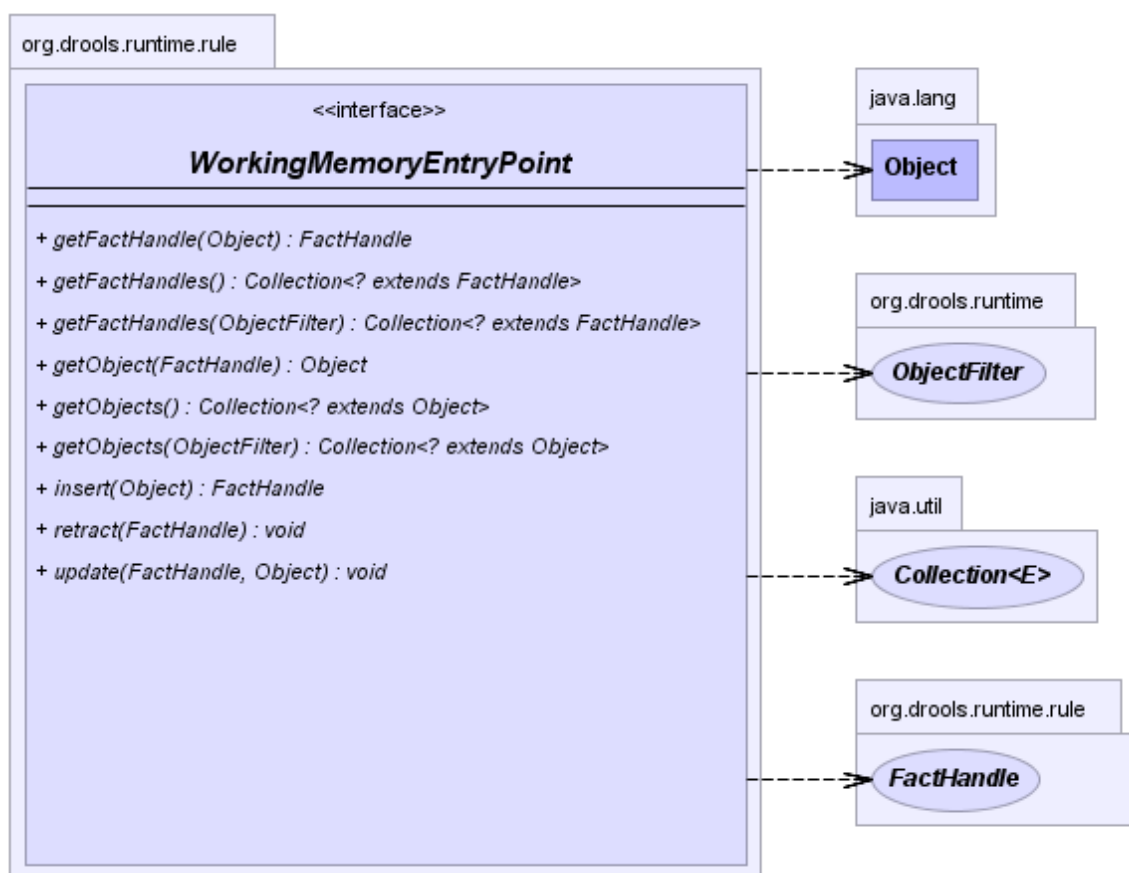 org.drools.runtime.rule
<<interface>>
WorkingMemoryEntryPoint
+ getFactHandle(Object) : FactHandle
+ getFactHandles() : Collection<? extends FactHandle>
+ getFactHandles(ObjectFilter) : Collection<? extends FactHandle>
+ getObject(FactHandle) : Object
+ getObjects() : Collection<? extends Object>
+ getObjects(ObjectFilter) : Collection<? extends Object>
+ insert(Object) : FactHandle
+ retract(FactHandle) : void
+ update(FactHandle, Object) : void
java.lang
Object
org.drools.runtime
ObjectFilter
java.util
Collection<E>
org.drools.runtime.rule
FactHandle